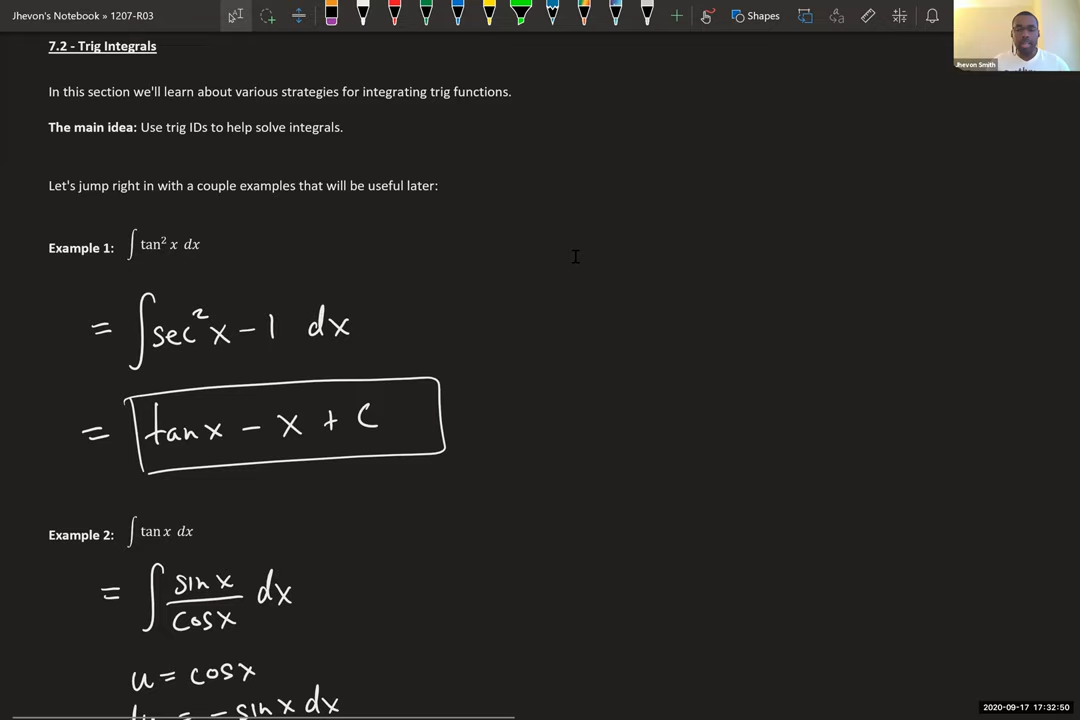 Jhevon's Notebook » 1207-R03
Shapes
Jhevon Smith
7.2 - Trig Integrals
In this section we'll learn about various strategies for integrating trig functions.
The main idea: Use trig IDs to help solve integrals.
Let's jump right in with a couple examples that will be useful later:
Example 1: ∫ tan² x dx
= ∫ sec² x - 1 dx
= tan x - x + C
Example 2: ∫ tan x dx
= ∫ sin x / cos x dx
u = cos x
= - sin x dx
2020-09-17 17:32:50